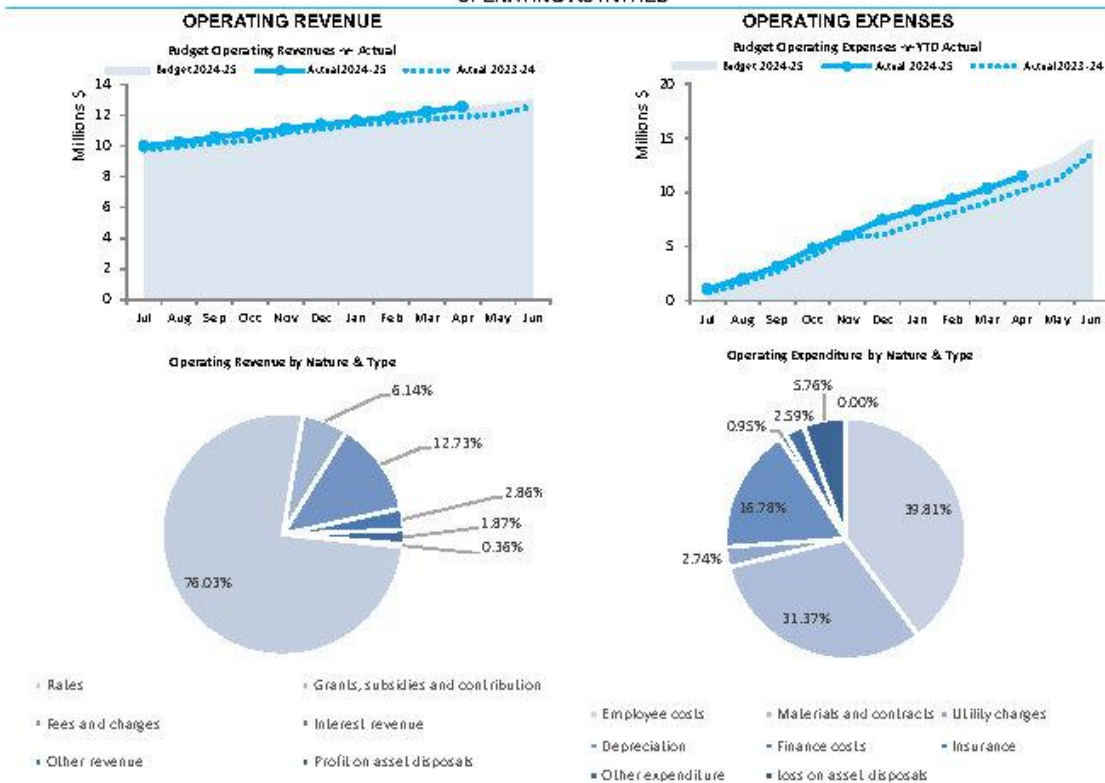 OPERATING ACTIVITIES
OPERATING REVENUE
Budget Operating Revenues -v- Actual
Budget 2024-25 Actual 2024-25 Actual 2023-24
Millions $
14
12
10
8
6
4
2
0
Jul Aug Sep Oct Nov Dec Jan Feb Mar Apr May Jun
OPERATING EXPENSES
Budget Operating Expenses -v- YTD Actual
Budget 2024-25 Actual 2024-25 Actual 2023-24
Millions $
20
15
10
5
0
Jul Aug Sep Oct Nov Dec Jan Feb Mar Apr May Jun
Operating Revenue by Nature & Type
6.14%
12.73%
2.86%
1.87%
0.36%
76.03%
Rates Grants, subsidies and contribution
Fees and charges Interest revenue
Other revenue Profit on asset disposals
Operating Expenditure by Nature & Type
5.76%
0.00%
2.59%
0.95%
16.78%
39.81%
2.74%
31.37%
Employee costs Materials and contracts Utility charges
Depreciation Finance costs Insurance
Other expenditure Loss on asset disposals